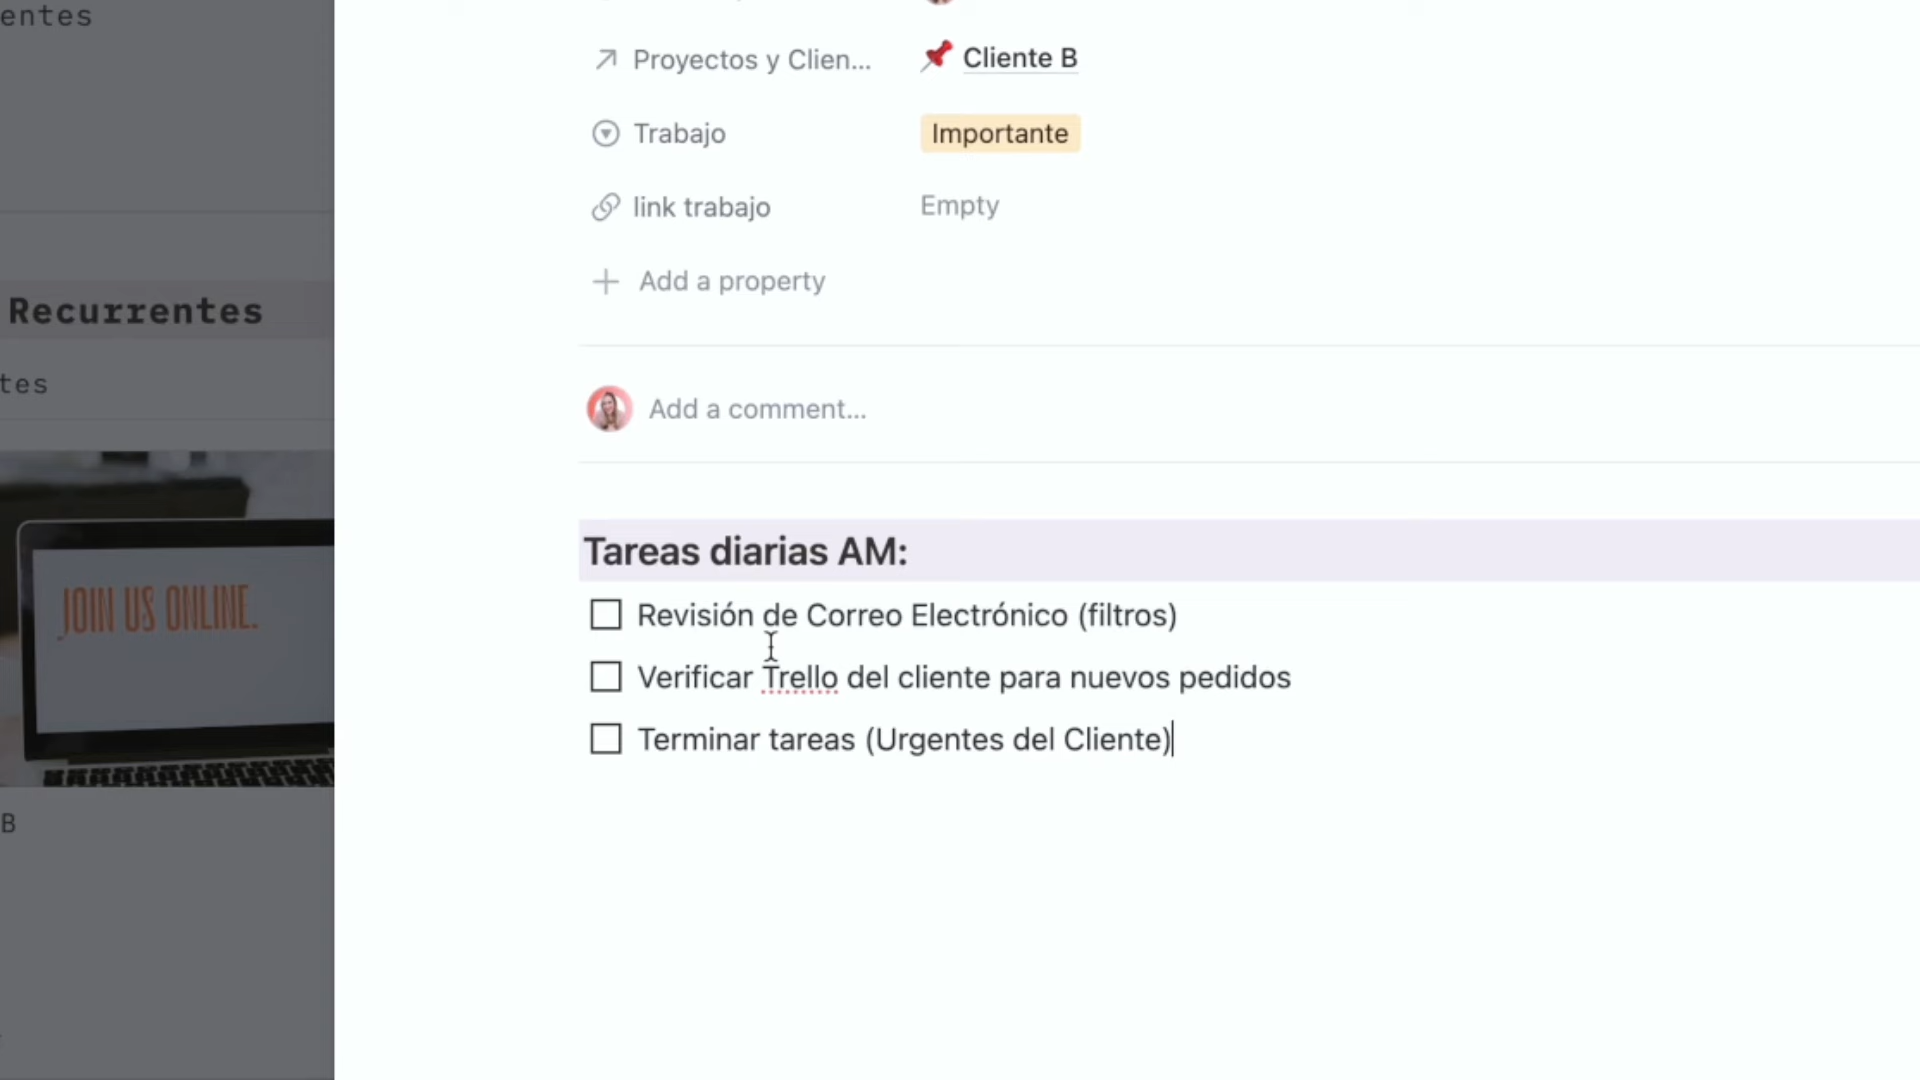 entes
Proyectos y Clien... Cliente B
Trabajo Importante
link trabajo Empty
Add a property
Recurrentes
tes
Add a comment...
Tareas diarias AM:
JOIN US ONLINE.
Revisión de Correo Electrónico (filtros)
Verificar Trello del cliente para nuevos pedidos
Terminar tareas (Urgentes del Cliente)
B